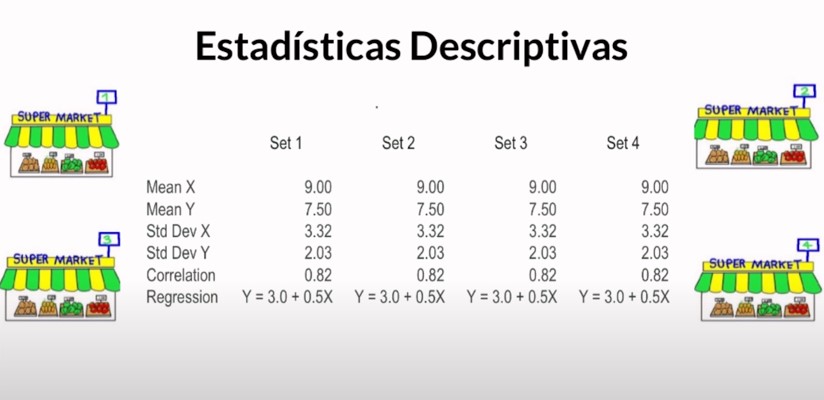 Estadísticas Descriptivas
1
SUPER MARKET
2
SUPER MARKET
Set 1 Set 2 Set 3 Set 4
Mean X 9.00 9.00 9.00 9.00
Mean Y 7.50 7.50 7.50 7.50
Std Dev X 3.32 3.32 3.32 3.32
Std Dev Y 2.03 2.03 2.03 2.03
Correlation 0.82 0.82 0.82 0.82
Regression Y = 3.0 + 0.5X Y = 3.0 + 0.5X Y = 3.0 + 0.5X Y = 3.0 + 0.5X
3
SUPER MARKET
4
SUPER MARKET